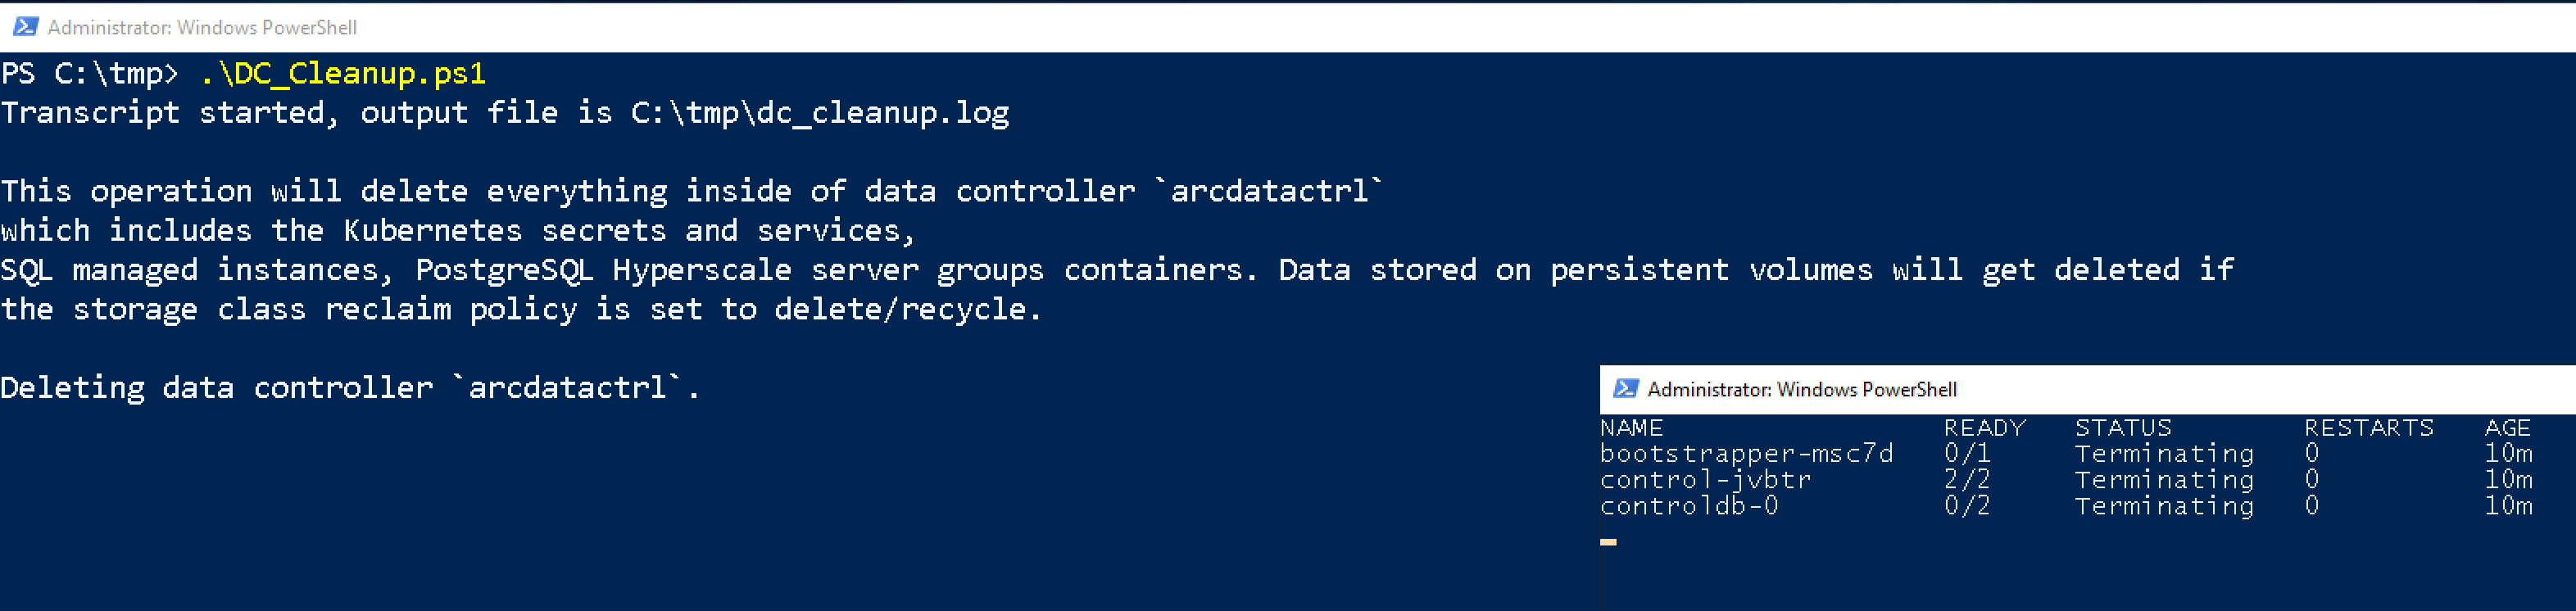 Administrator: Windows PowerShell
PS C:\tmp> .\DC_Cleanup.ps1
Transcript started, output file is C:\tmp\dc_cleanup.log
This operation will delete everything inside of data controller `arcdatactrl`
which includes the Kubernetes secrets and services,
SQL managed instances, PostgreSQL Hyperscale server groups containers. Data stored on persistent volumes will get deleted if
the storage class reclaim policy is set to delete/recycle.
Deleting data controller `arcdatactrl`.
Administrator: Windows PowerShell
NAME READY STATUS RESTARTS AGE
bootstrapper-msc7d 0/1 Terminating 0 10m
control-jvbtr 2/2 Terminating 0 10m
controldb-0 0/2 Terminating 0 10m